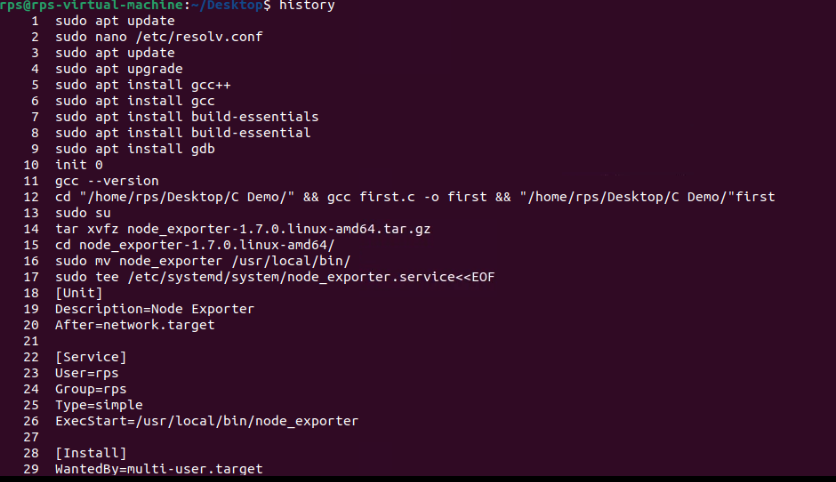 rps@rps-virtual-machine:~/Desktop$ history
1 sudo apt update
2 sudo nano /etc/resolv.conf
3 sudo apt update
4 sudo apt upgrade
5 sudo apt install gcc++
6 sudo apt install gcc
7 sudo apt install build-essentials
8 sudo apt install build-essential
9 sudo apt install gdb
10 init 0
11 gcc --version
12 cd "/home/rps/Desktop/C Demo/" && gcc first.c -o first && "/home/rps/Desktop/C Demo/"first
13 sudo su
14 tar xvfz node_exporter-1.7.0.linux-amd64.tar.gz
15 cd node_exporter-1.7.0.linux-amd64/
16 sudo mv node_exporter /usr/local/bin/
17 sudo tee /etc/systemd/system/node_exporter.service<<EOF
18 [Unit]
19 Description=Node Exporter
20 After=network.target
21
22 [Service]
23 User=rps
24 Group=rps
25 Type=simple
26 ExecStart=/usr/local/bin/node_exporter
27
28 [Install]
29 WantedBy=multi-user.target